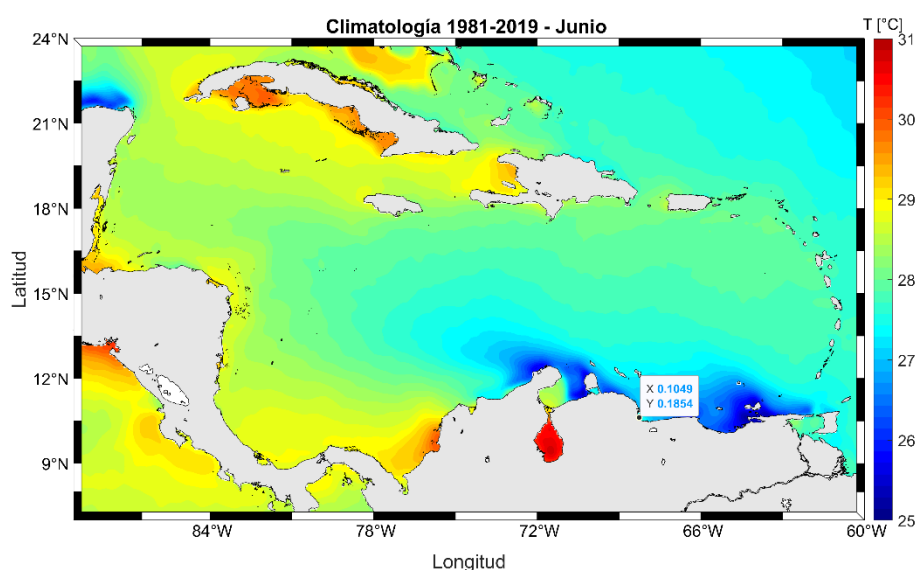 Climatología 1981-2019 - Junio
T [°C]
24°N
21°N
18°N
15°N
12°N
9°N
Latitud
X 0.1049
Y 0.1854
84°W
78°W
72°W
66°W
60°W
Longitud
31
30
29
28
27
26
25